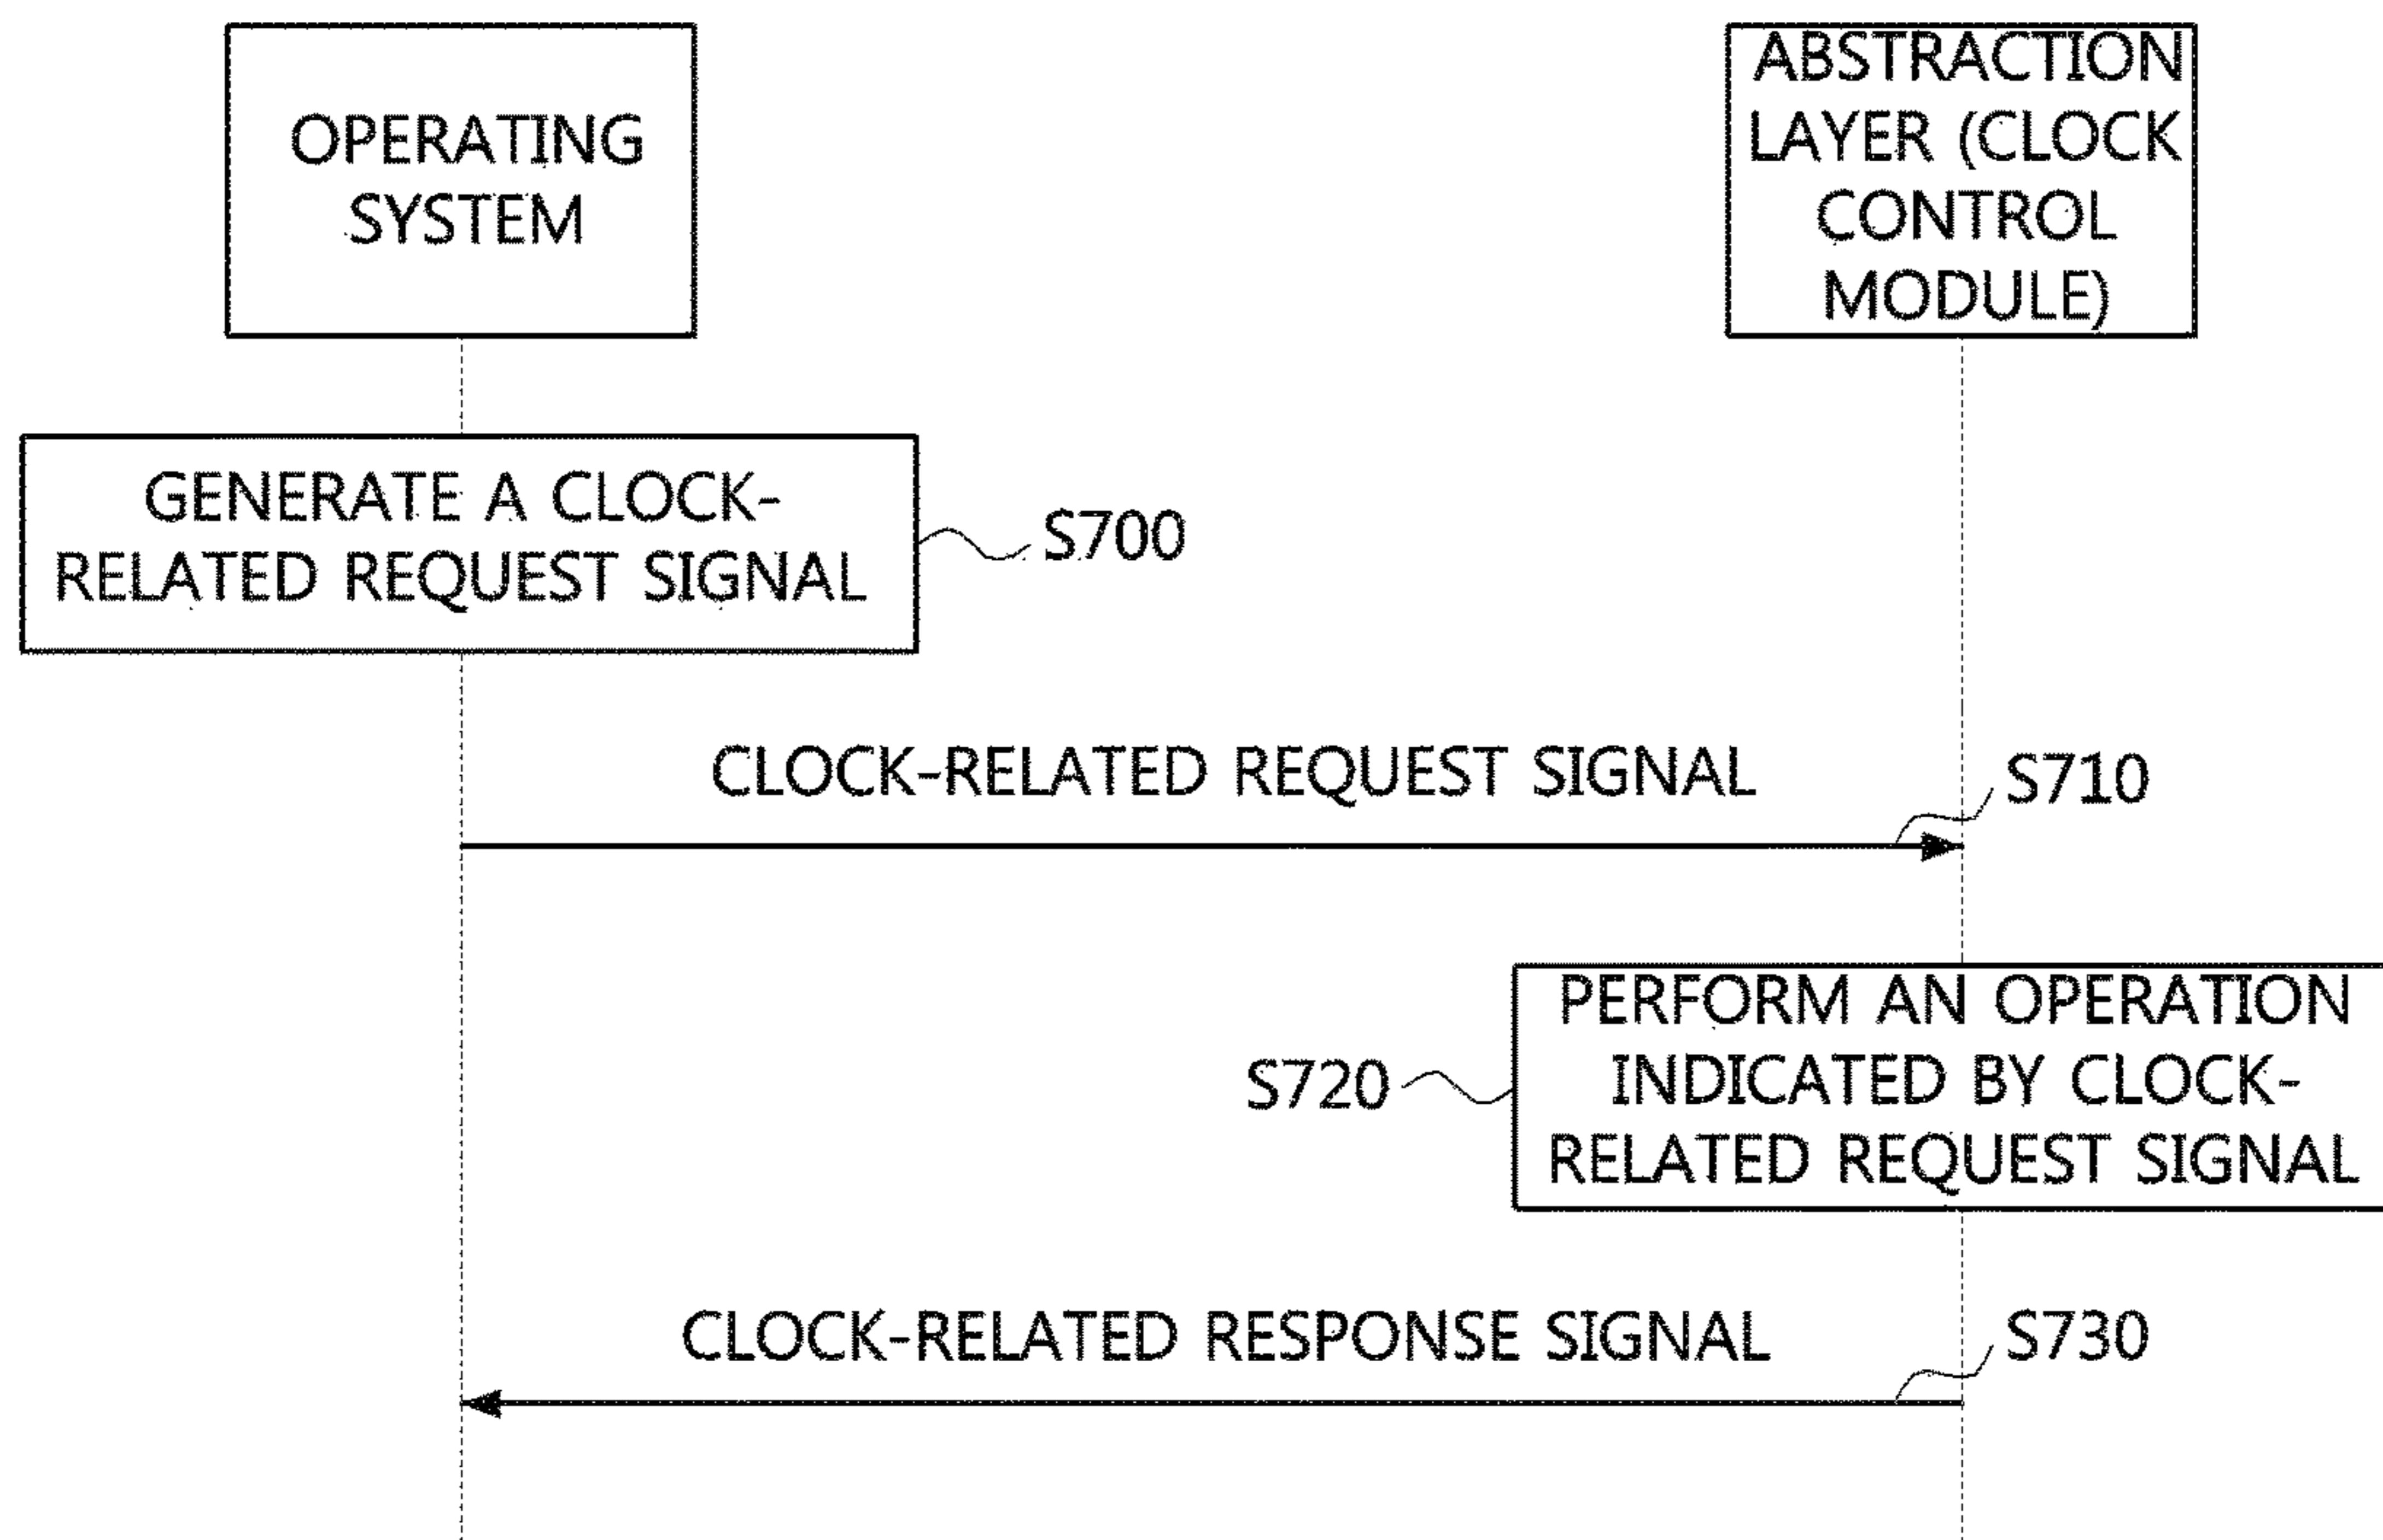 OPERATING
SYSTEM
ABSTRACTION
LAYER (CLOCK
CONTROL
MODULE)
GENERATE A CLOCK-
RELATED REQUEST SIGNAL
S700
CLOCK-RELATED REQUEST SIGNAL
S710
PERFORM AN OPERATION
INDICATED BY CLOCK-
RELATED REQUEST SIGNAL
S720
CLOCK-RELATED RESPONSE SIGNAL
S730